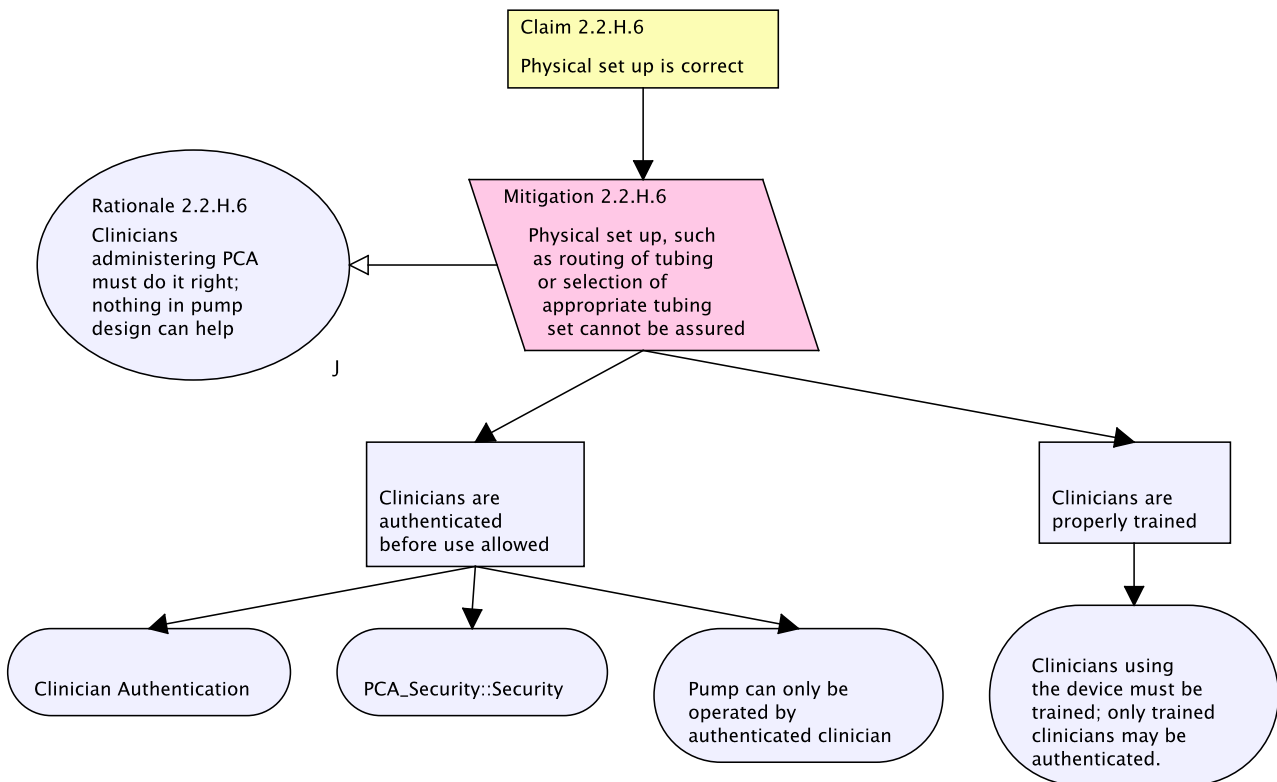 Claim 2.2.H.6
Physical set up is correct
Mitigation 2.2.H.6
Physical set up, such
as routing of tubing
or selection of
appropriate tubing
set cannot be assured
Rationale 2.2.H.6
Clinicians
administering PCA
must do it right;
nothing in pump
design can help
J
Clinicians are
authenticated
before use allowed
Clinicians are
properly trained
Clinician Authentication
PCA_Security::Security
Pump can only be
operated by
authenticated clinician
Clinicians using
the device must be
trained; only trained
clinicians may be
authenticated.